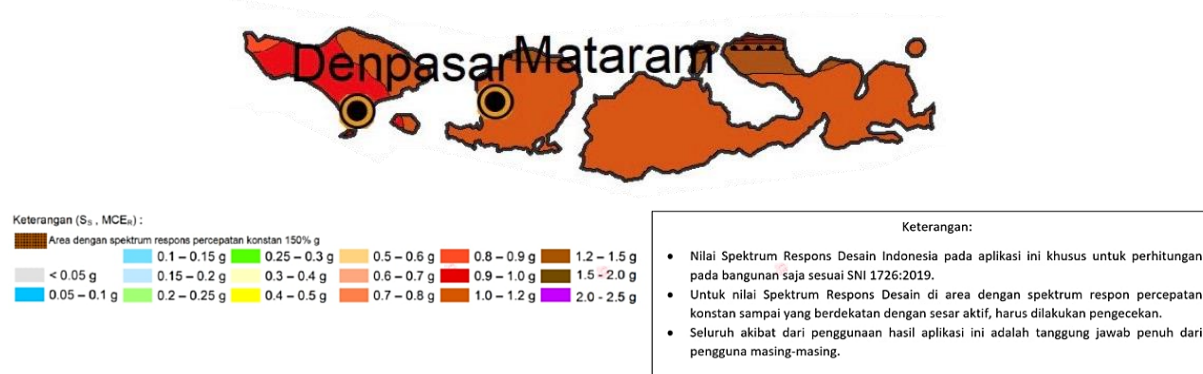 Denpasar Mataram
Keterangan (SS , MCER) :
Area dengan spektrum respons percepatan konstan 150% g
0.1 – 0.15 g 0.25 – 0.3 g 0.5 – 0.6 g 0.8 – 0.9 g 1.2 – 1.5 g
< 0.05 g 0.15 – 0.2 g 0.3 – 0.4 g 0.6 – 0.7 g 0.9 – 1.0 g 1.5 - 2.0 g
0.05 – 0.1 g 0.2 – 0.25 g 0.4 – 0.5 g 0.7 – 0.8 g 1.0 – 1.2 g 2.0 - 2.5 g
Keterangan:
• Nilai Spektrum Respons Desain Indonesia pada aplikasi ini khusus untuk perhitungan
pada bangunan saja sesuai SNI 1726:2019.
• Untuk nilai Spektrum Respons Desain di area dengan spektrum respon percepatan
konstan sampai yang berdekatan dengan sesar aktif, harus dilakukan pengecekan.
• Seluruh akibat dari penggunaan hasil aplikasi ini adalah tanggung jawab penuh dari
pengguna masing-masing.